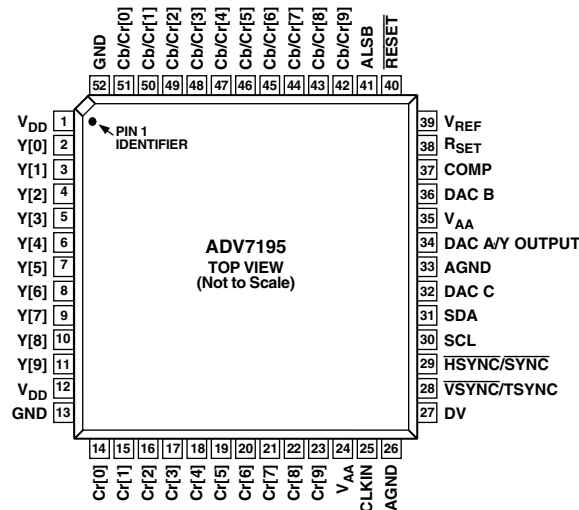 GND
Cb/Cr[0]
Cb/Cr[1]
Cb/Cr[2]
Cb/Cr[3]
Cb/Cr[4]
Cb/Cr[5]
Cb/Cr[6]
Cb/Cr[7]
Cb/Cr[8]
Cb/Cr[9]
ALSB
RESET
52 51 50 49 48 47 46 45 44 43 42 41 40
VDD 1
Y[0] 2
Y[1] 3
Y[2] 4
Y[3] 5
Y[4] 6
Y[5] 7
Y[6] 8
Y[7] 9
Y[8] 10
Y[9] 11
VDD 12
GND 13
PIN 1
IDENTIFIER
ADV7195
TOP VIEW
(Not to Scale)
39 VREF
38 RSET
37 COMP
36 DAC B
35 VAA
34 DAC A/Y OUTPUT
33 AGND
32 DAC C
31 SDA
30 SCL
29 HSYNC/SYNC
28 VSYNC/TSYNC
27 DV
14 15 16 17 18 19 20 21 22 23 24 25 26
Cr[0]
Cr[1]
Cr[2]
Cr[3]
Cr[4]
Cr[5]
Cr[6]
Cr[7]
Cr[8]
Cr[9]
VAA
CLKIN
AGND